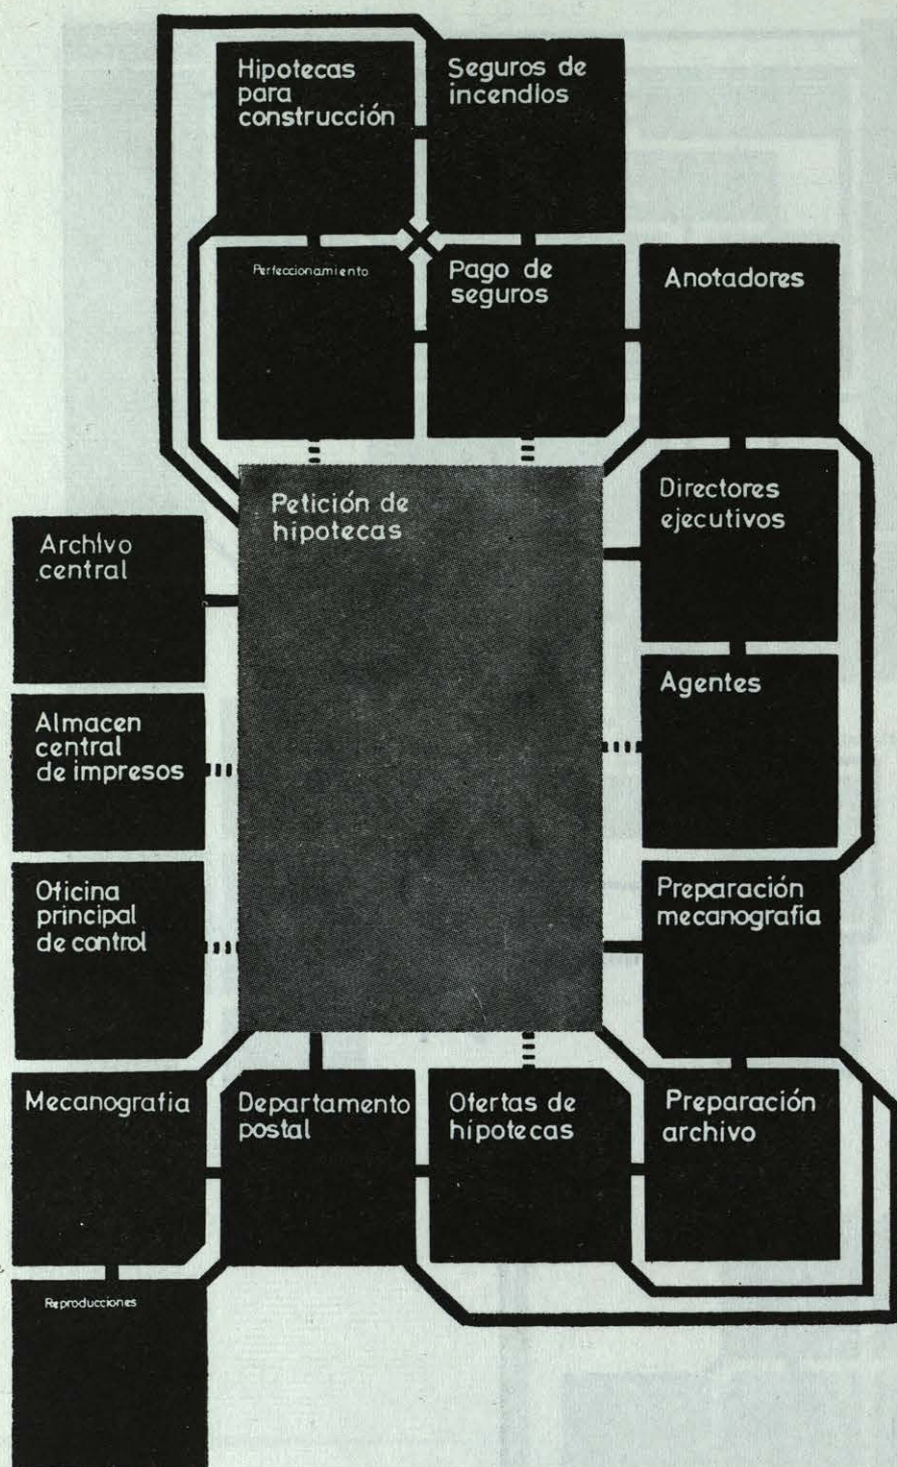 Hipotecas
para
construcción
Seguros de
incendios
Perfeccionamiento
Pago de
seguros
Anotadores
Petición de
hipotecas
Directores
ejecutivos
Archivo
central
Agentes
Almacen
central
de impresos
Oficina
principal
de control
Preparación
mecanografia
Mecanografia
Departamento
postal
Ofertas de
hipotecas
Preparación
archivo
Reproducciones